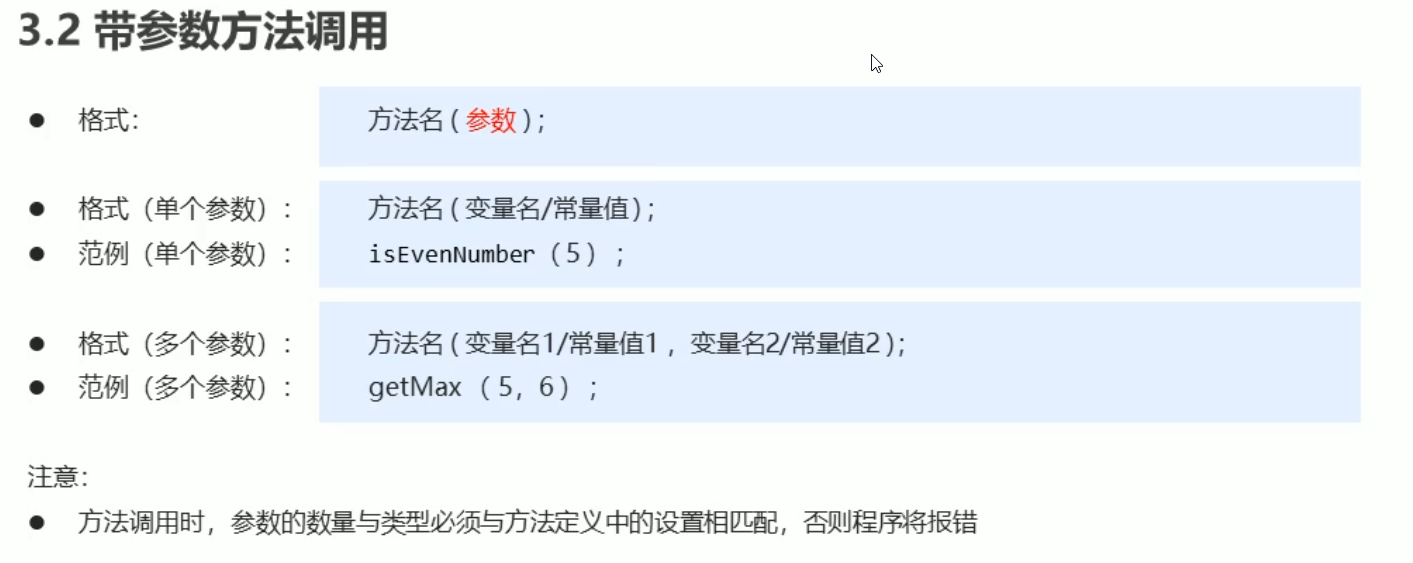 3.2 带参数方法调用
● 格式： 方法名 ( 参数 ) ;
● 格式（单个参数）： 方法名 ( 变量名/常量值 ) ;
● 范例（单个参数）： isEvenNumber（5）;
● 格式（多个参数）： 方法名 ( 变量名1/常量值1 ，变量名2/常量值2 );
● 范例（多个参数）： getMax （ 5，6 ）;
注意：
● 方法调用时，参数的数量与类型必须与方法定义中的设置相匹配，否则程序将报错